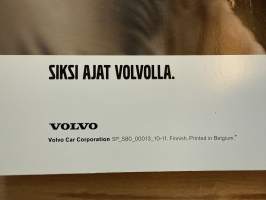 SIKSI AJAT VOLVOLLA.
VOLVO
Volvo Car Corporation SP_S80_00013_10-11. Finnish. Printed in Belgium.